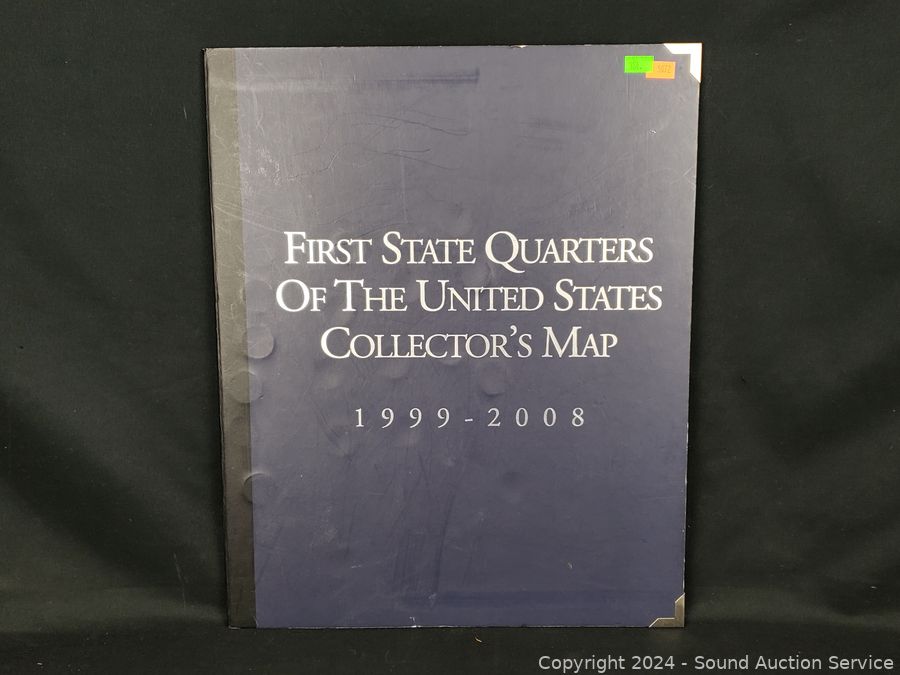 First State Quarters
Of The United States
Collector's Map
1999-2008
Copyright 2024 - Sound Auction Service